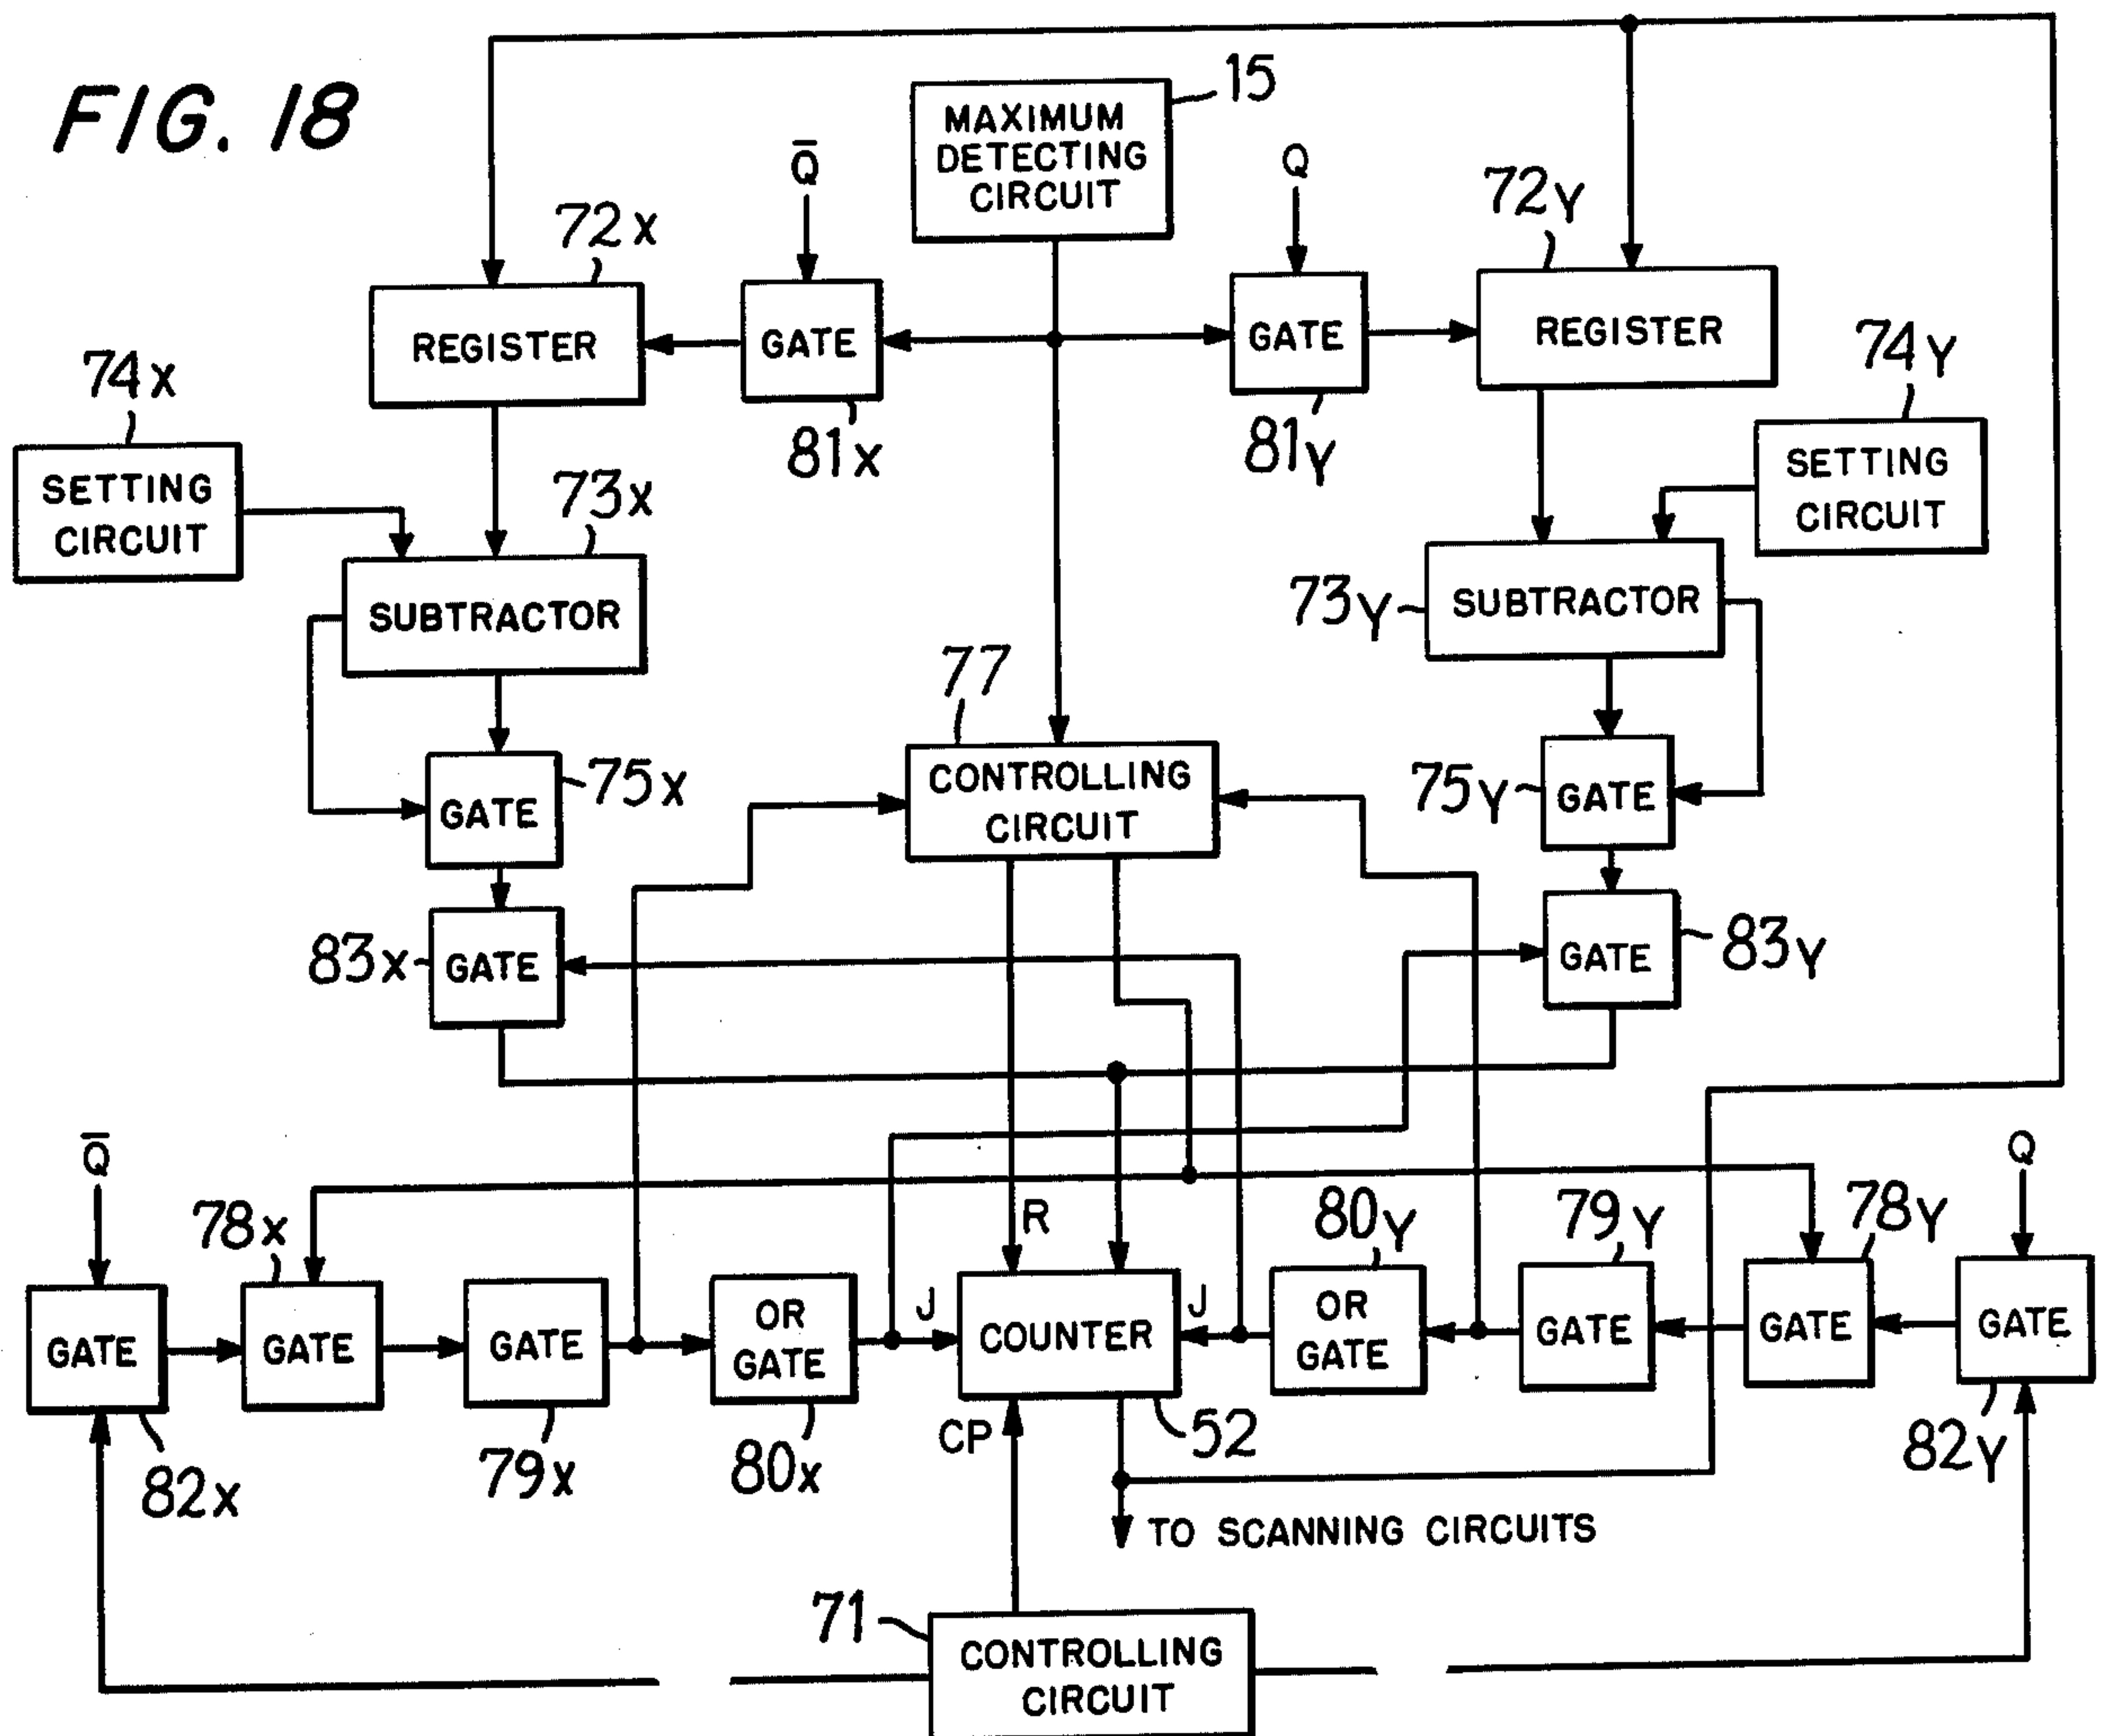 FIG. 18
MAXIMUM
DETECTING
CIRCUIT
15
Q̅
Q
72X
72Y
REGISTER
GATE
GATE
REGISTER
74X
74Y
81X
81Y
SETTING
CIRCUIT
SETTING
CIRCUIT
73X
73Y
SUBTRACTOR
SUBTRACTOR
77
75X
75Y
GATE
CONTROLLING
CIRCUIT
GATE
83X
GATE
GATE
83Y
Q̅
Q
78X
R
80Y
79Y
78Y
GATE
GATE
GATE
OR
GATE
J
COUNTER
J
OR
GATE
GATE
GATE
GATE
82X
79X
80X
CP
52
82Y
TO SCANNING CIRCUITS
71
CONTROLLING
CIRCUIT